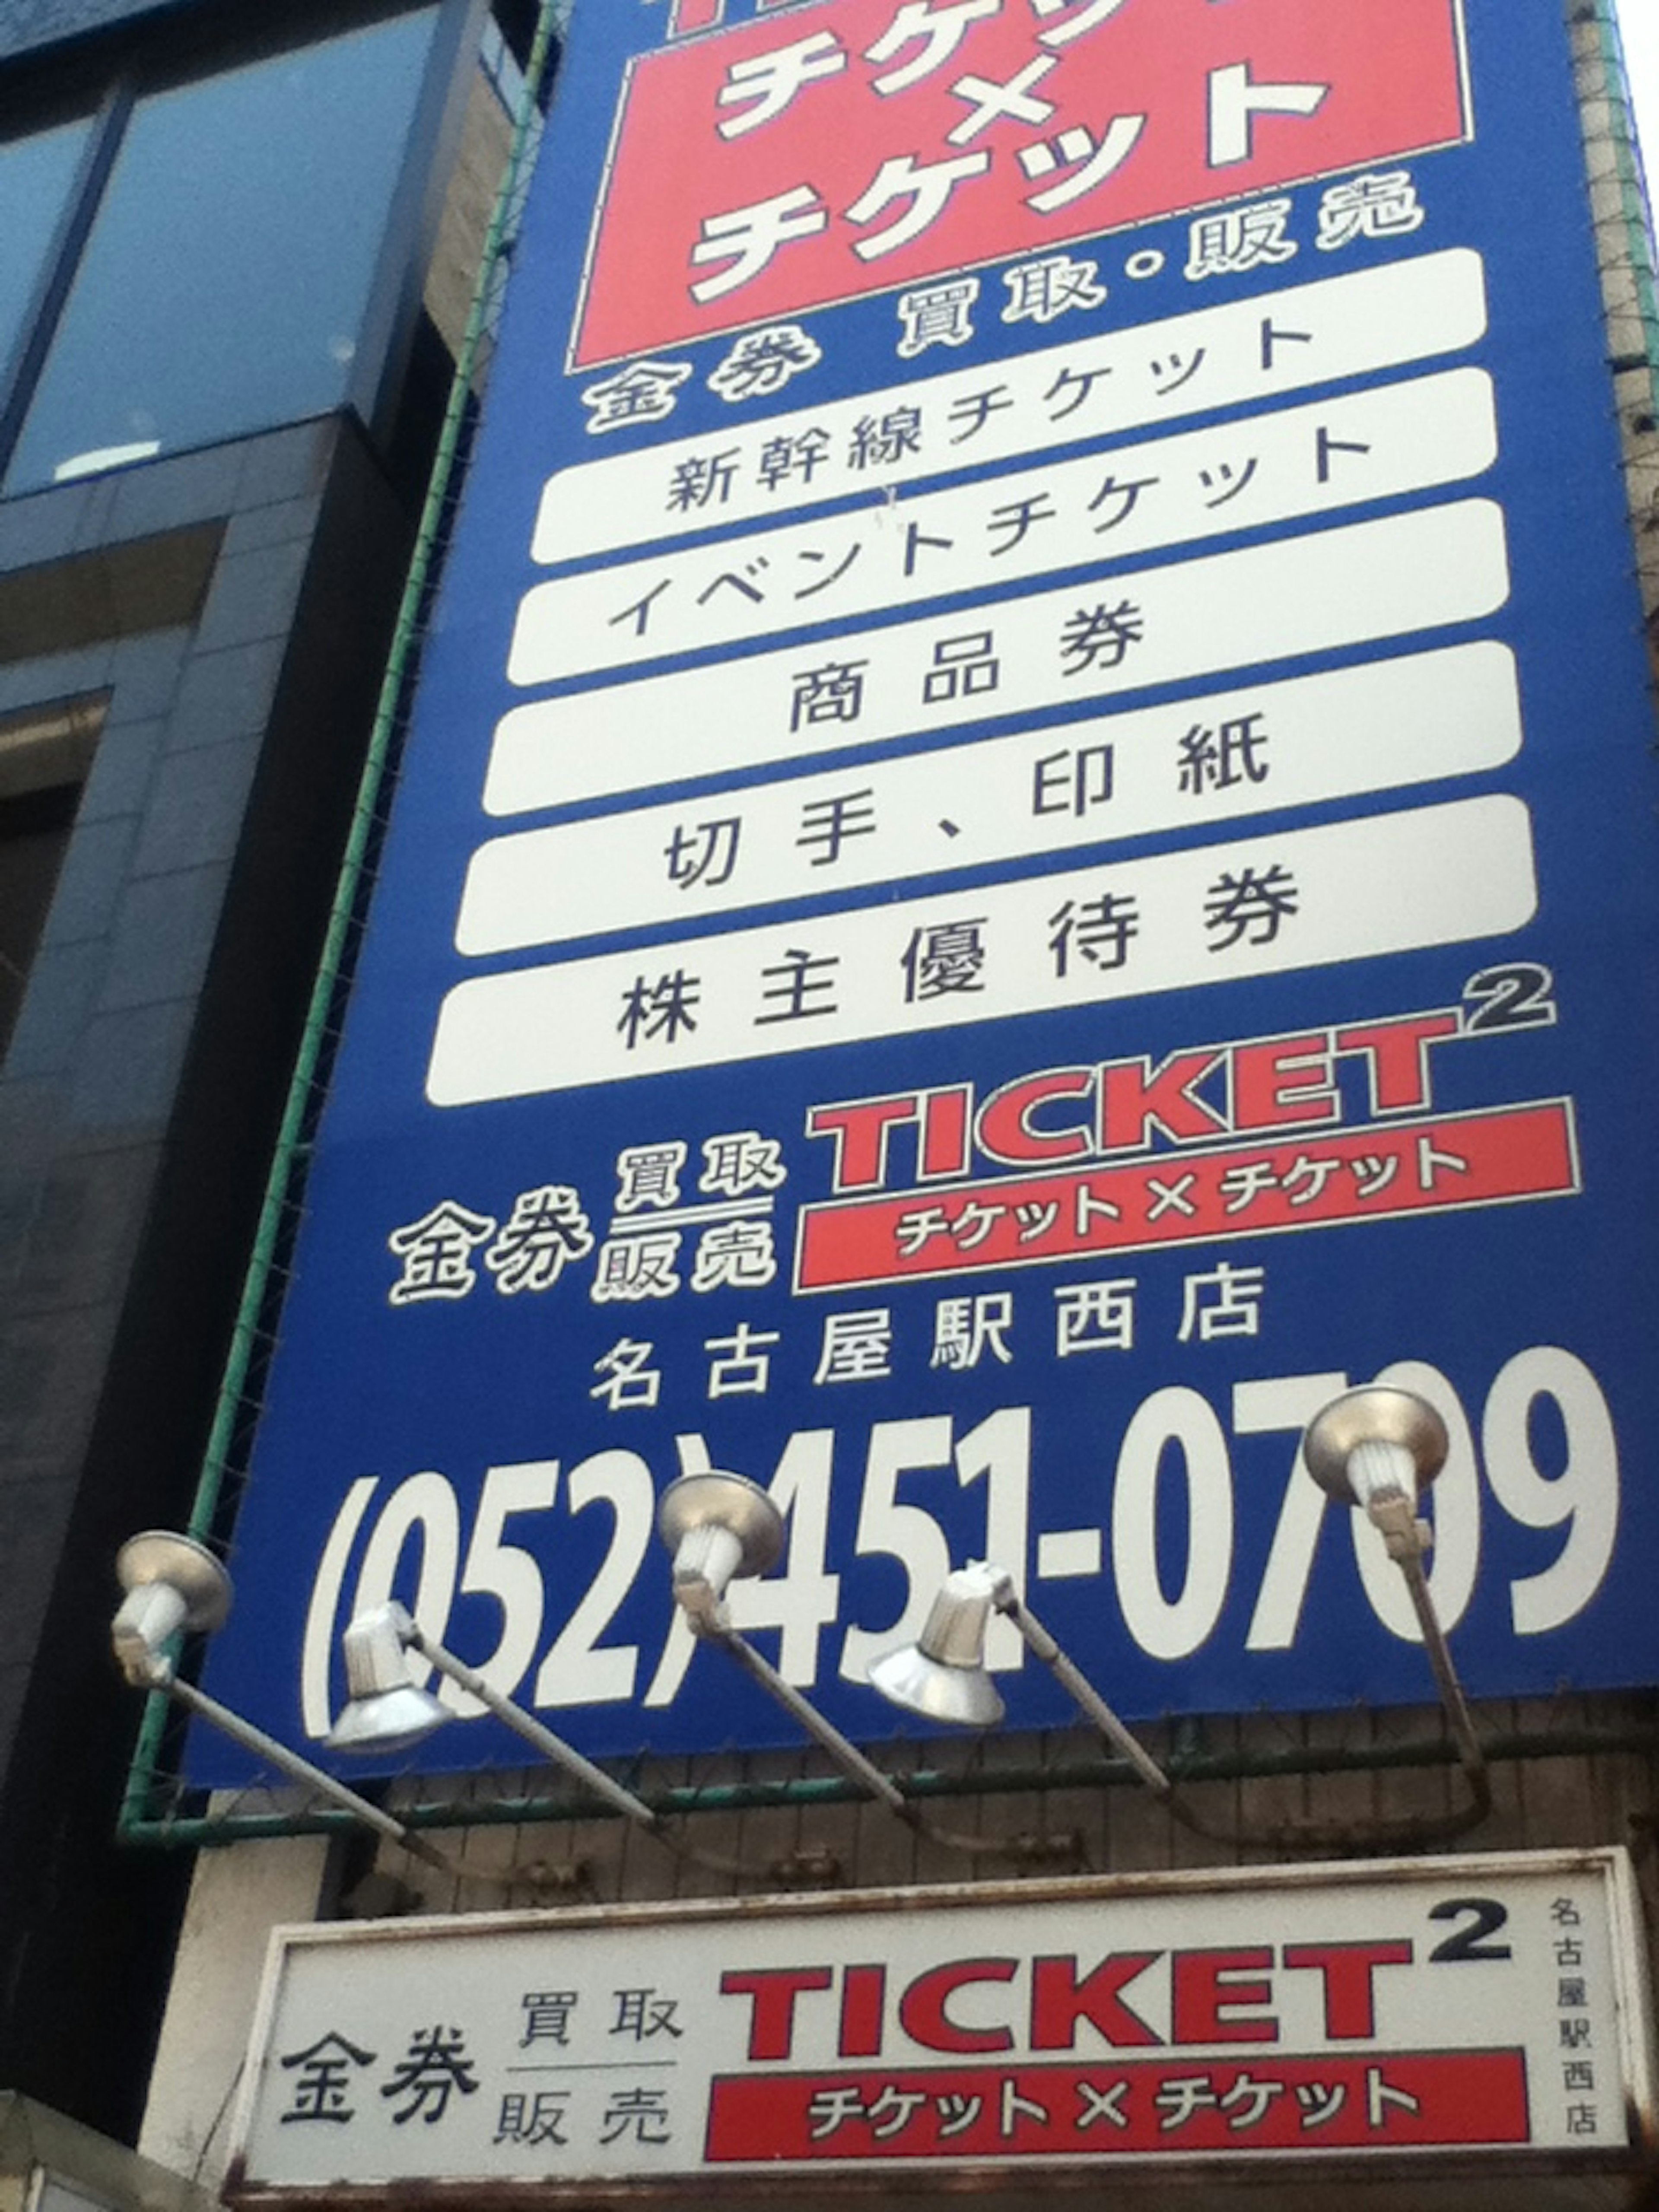 チケット
×
チケット
金券 買取・販売
新幹線チケット
イベントチケット
商品券
切手、印紙
株主優待券
金券 買取 販売
TICKET2
チケット×チケット
名古屋駅西店
(052)451-0709
金券 買取 販売
TICKET2
チケット×チケット
名古屋駅西店